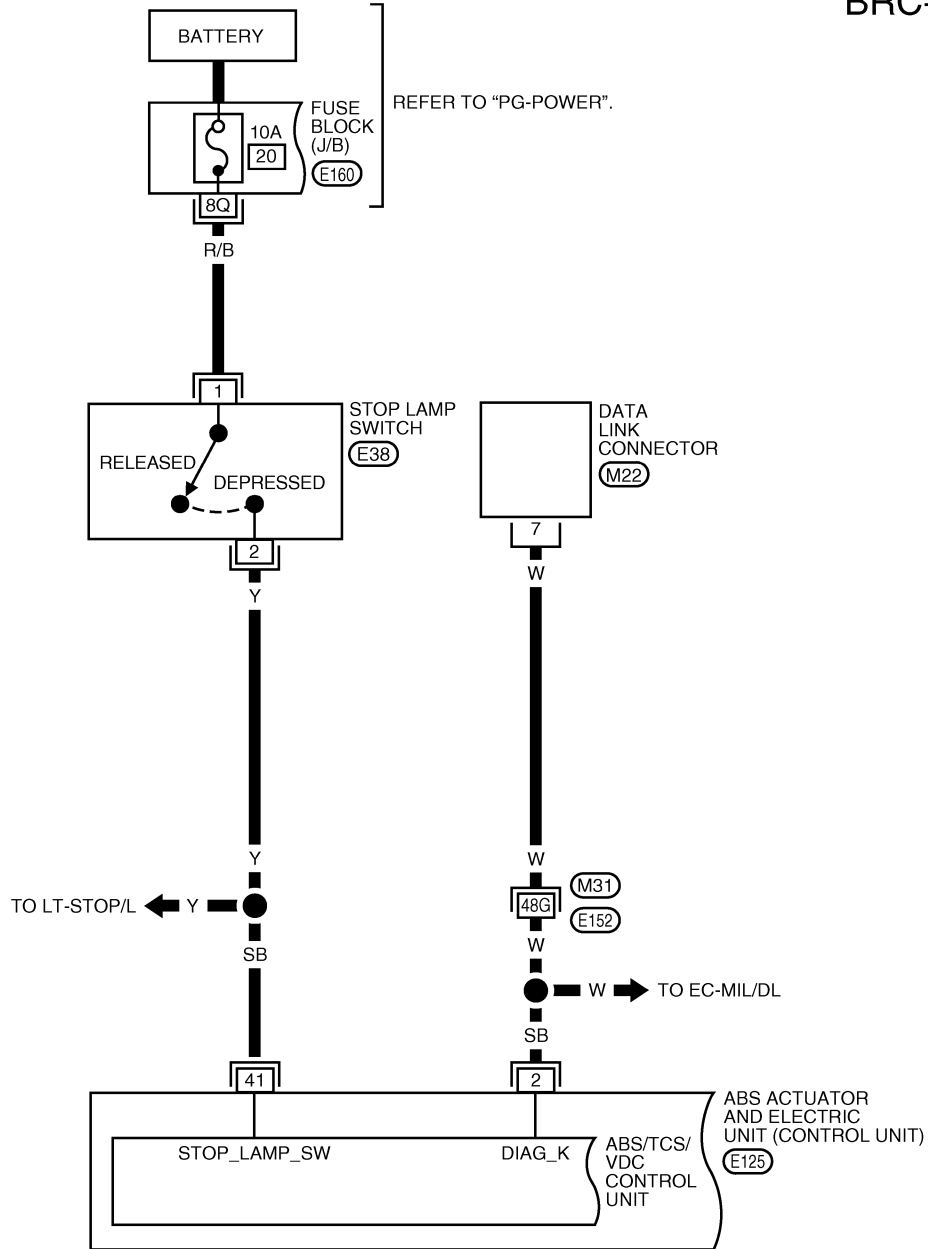 BRC-
BATTERY
REFER TO “PG-POWER”.
FUSE
BLOCK
(J/B)
10A
20
E160
8Q
R/B
1
STOP LAMP
SWITCH
E38
RELEASED
DEPRESSED
2
Y
DATA
LINK
CONNECTOR
M22
7
W
Y
TO LT-STOP/L
Y
SB
W
M31
48G
E152
W
W
TO EC-MIL/DL
SB
41
2
ABS ACTUATOR
AND ELECTRIC
UNIT (CONTROL UNIT)
E125
STOP_LAMP_SW
DIAG_K
ABS/TCS/
VDC
CONTROL
UNIT